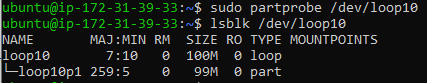 ubuntu@ip-172-31-39-33:~$ sudo partprobe /dev/loop10
ubuntu@ip-172-31-39-33:~$ lsblk /dev/loop10
NAME      MAJ:MIN RM  SIZE RO TYPE MOUNTPOINTS
loop10      7:10   0  100M  0 loop
└─loop10p1 259:5    0   99M  0 part